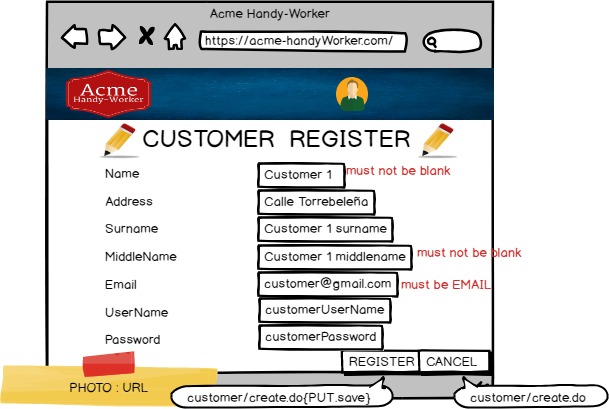 Acme Handy-Worker
https://acme-handyWorker.com/
Acme
Handy-Worker
CUSTOMER REGISTER
Name Customer 1 must not be blank
Address Calle Torrebeleña
Surname Customer 1 surname
MiddleName Customer 1 middlename must not be blank
Email customer@gmail.com must be EMAIL
UserName customerUserName
Password customerPassword
REGISTER CANCEL
PHOTO : URL
customer/create.do{PUT.save} customer/create.do